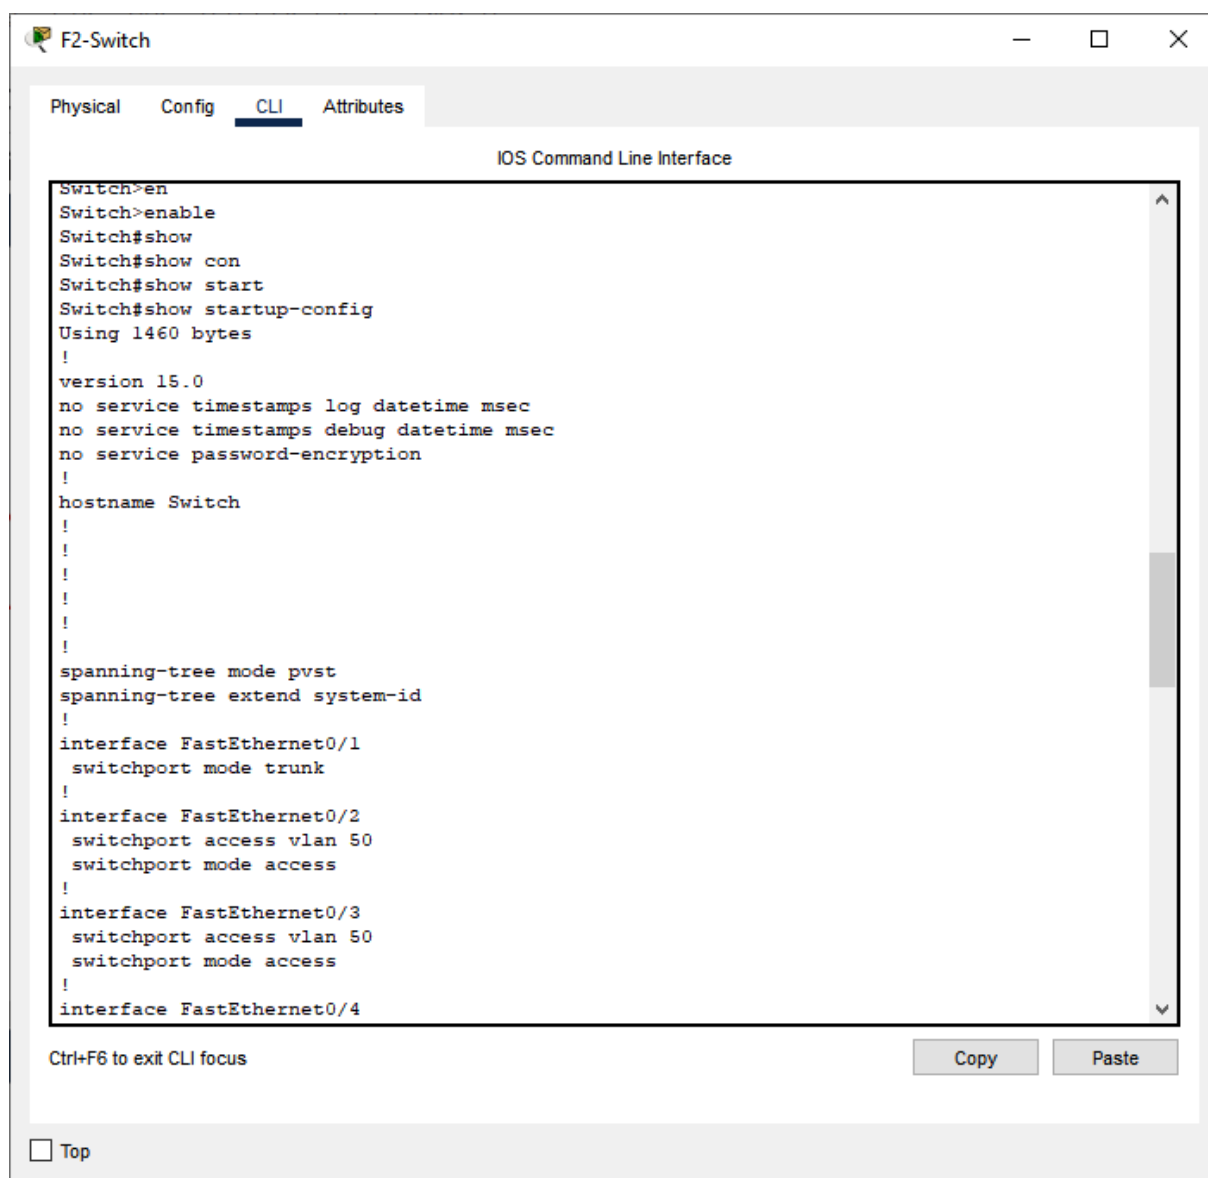 F2-Switch
Physical Config CLI Attributes
IOS Command Line Interface
Switch>en
Switch>enable
Switch#show
Switch#show con
Switch#show start
Switch#show startup-config
Using 1460 bytes
!
version 15.0
no service timestamps log datetime msec
no service timestamps debug datetime msec
no service password-encryption
!
hostname Switch
!
!
!
!
!
!
spanning-tree mode pvst
spanning-tree extend system-id
!
interface FastEthernet0/1
 switchport mode trunk
!
interface FastEthernet0/2
 switchport access vlan 50
 switchport mode access
!
interface FastEthernet0/3
 switchport access vlan 50
 switchport mode access
!
interface FastEthernet0/4
Ctrl+F6 to exit CLI focus
Copy Paste
Top